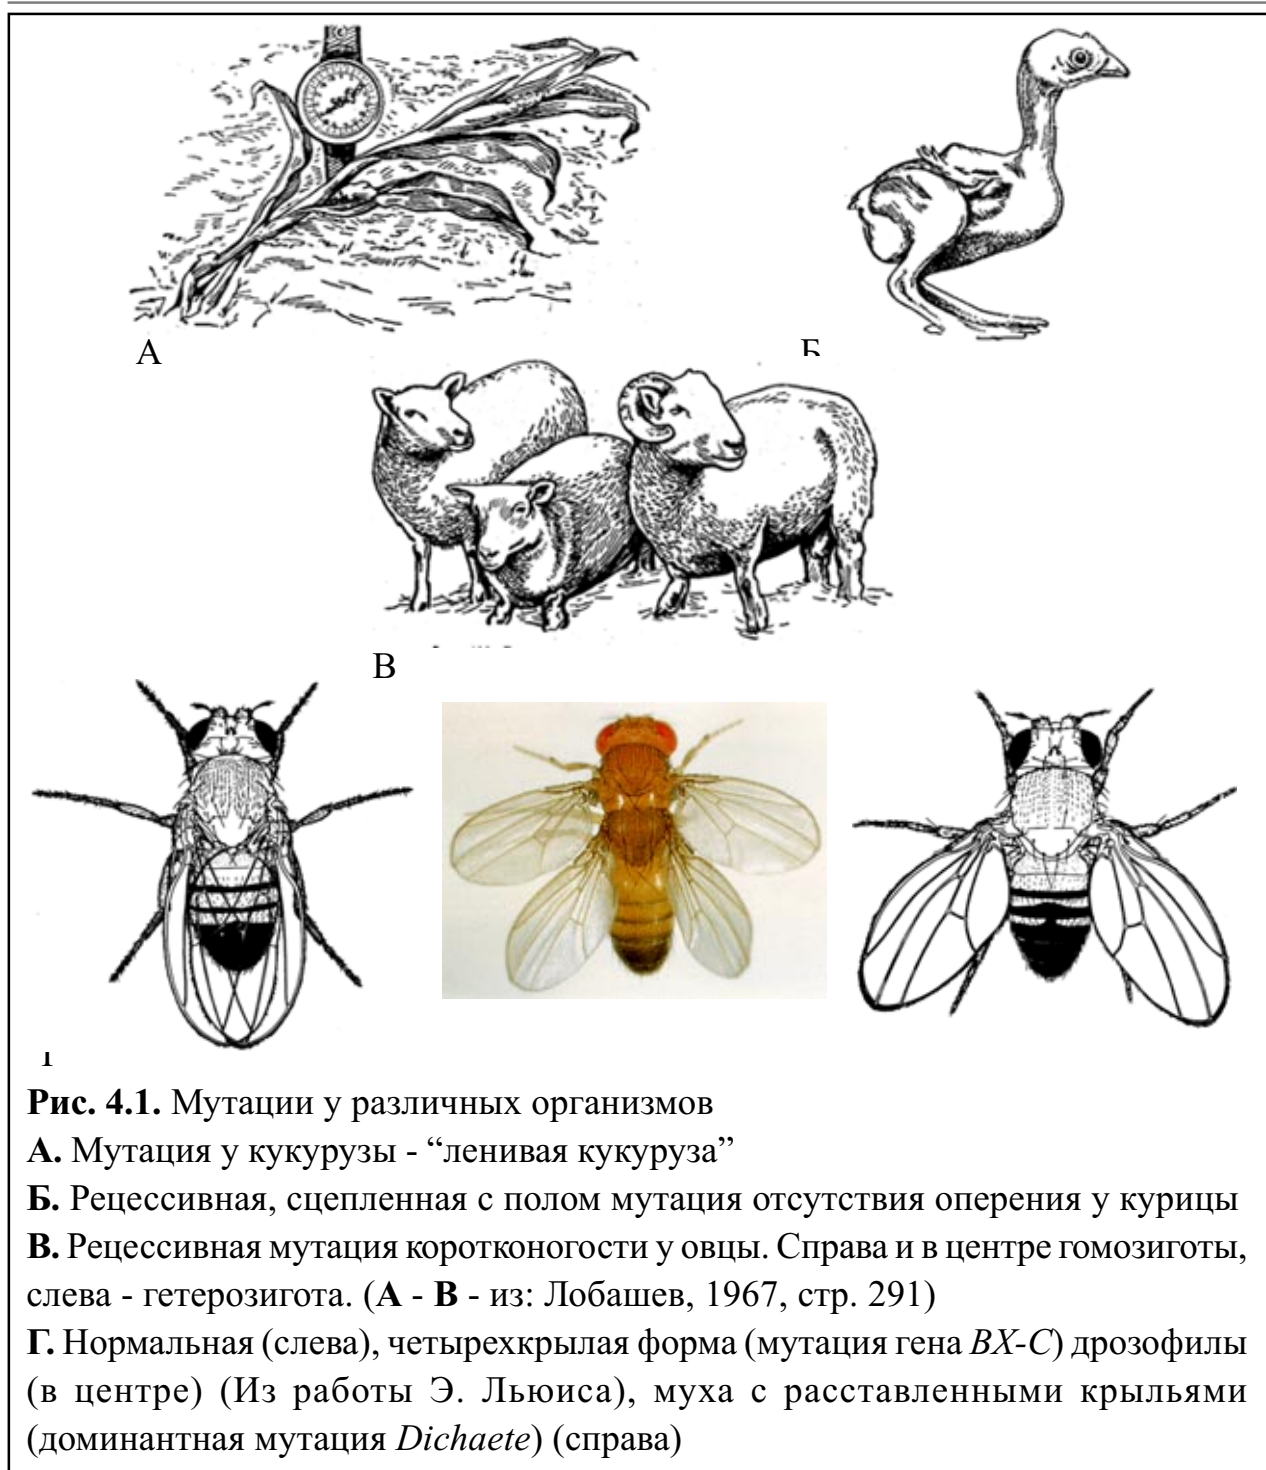 А
Б
В
Г
Рис. 4.1. Мутации у различных организмов
А. Мутация у кукурузы - “ленивая кукуруза”
Б. Рецессивная, сцепленная с полом мутация отсутствия оперения у курицы
В. Рецессивная мутация коротконогости у овцы. Справа и в центре гомозиготы,
слева - гетерозигота. (А - В - из: Лобашев, 1967, стр. 291)
Г. Нормальная (слева), четырехкрылая форма (мутация гена BX-C) дрозофилы
(в центре) (Из работы Э. Льюиса), муха с расставленными крыльями
(доминантная мутация Dichaete) (справа)